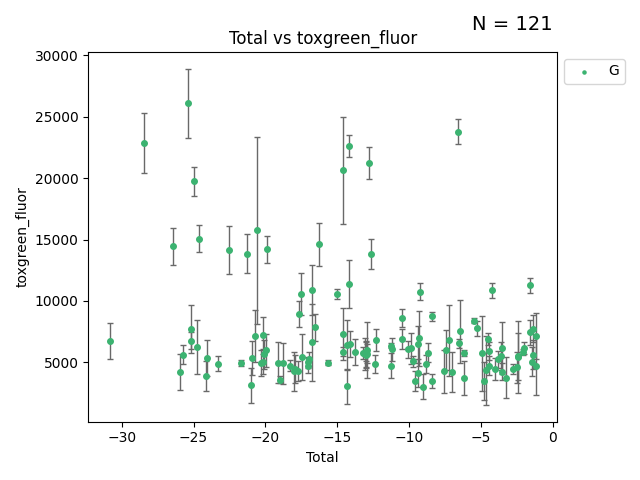 N = 121
Total vs toxgreen_fluor
G
30000
25000
20000
15000
10000
5000
toxgreen_fluor
−30 −25 −20 −15 −10 −5 0
Total